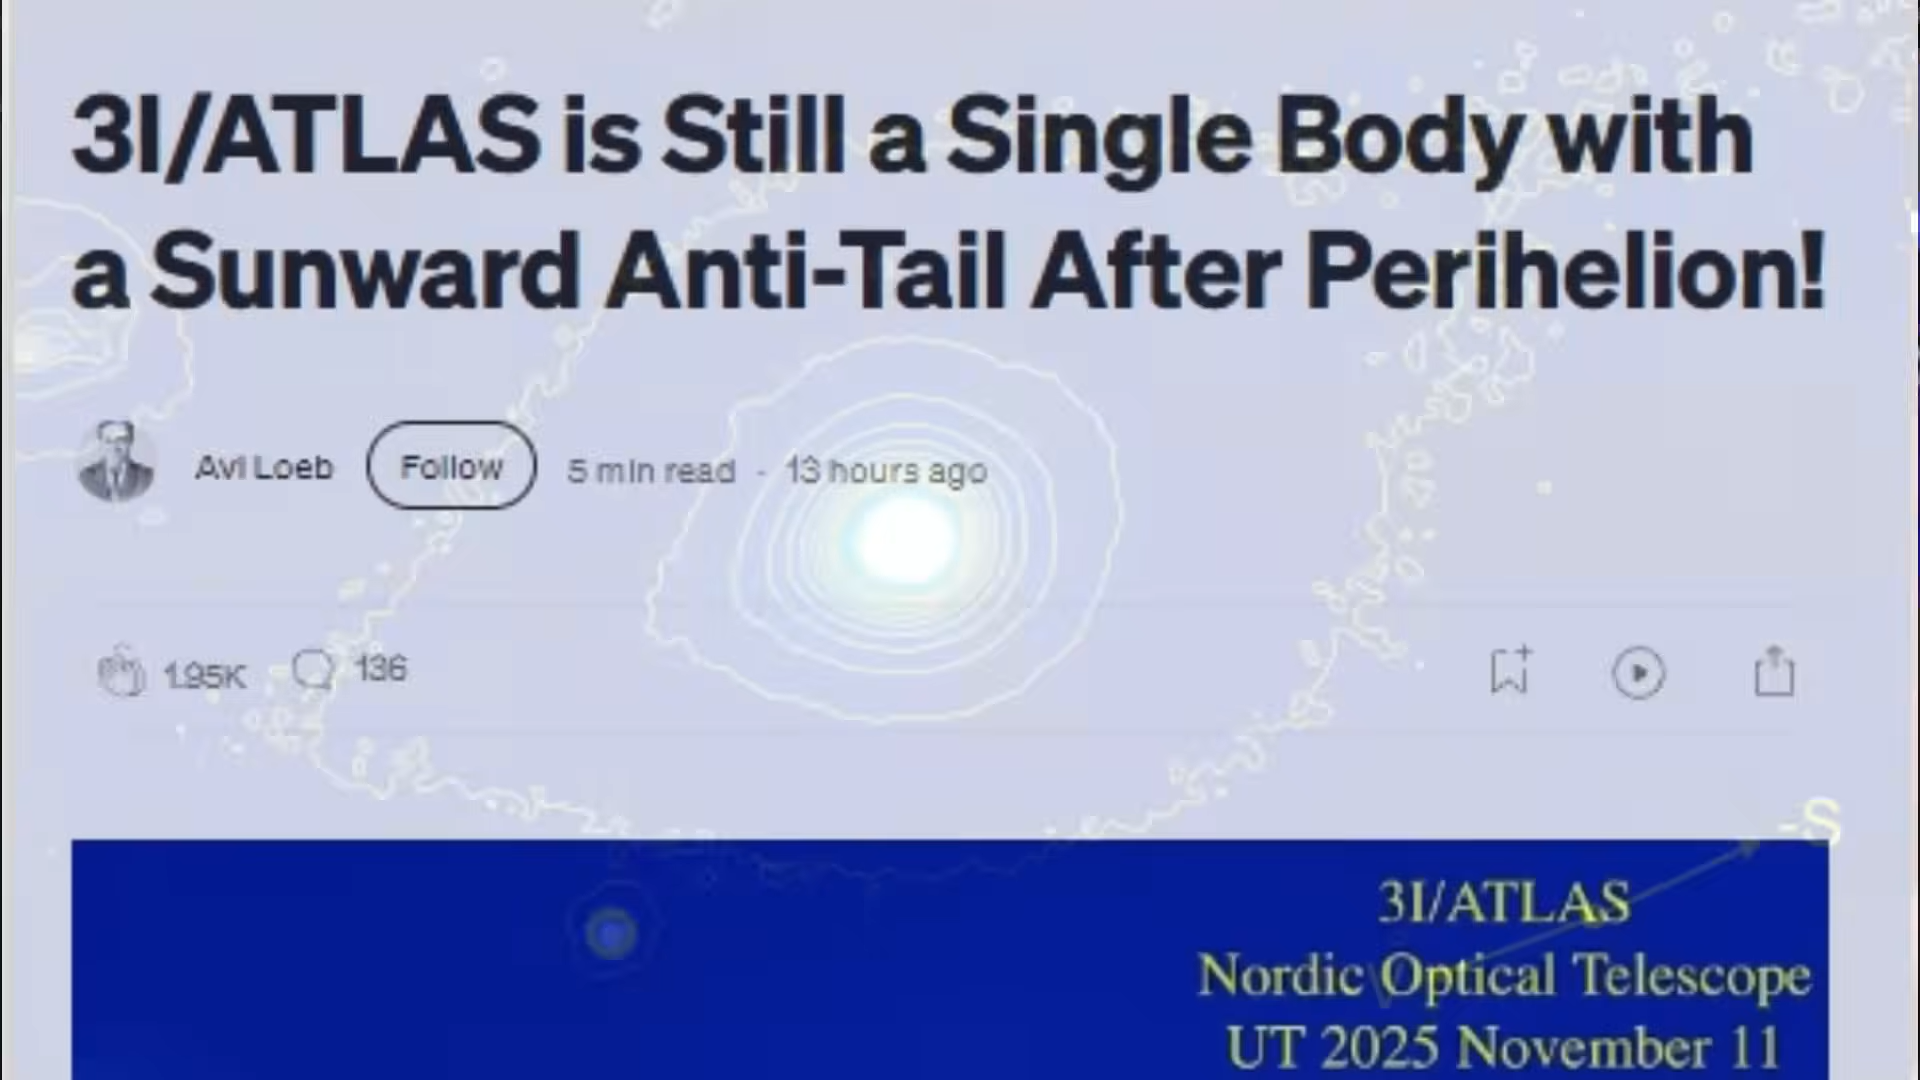 3I/ATLAS is Still a Single Body with
a Sunward Anti-Tail After Perihelion!
Avi Loeb Follow 5 min read · 13 hours ago
1.95K 136
-S
3I/ATLAS
Nordic Optical Telescope
UT 2025 November 11